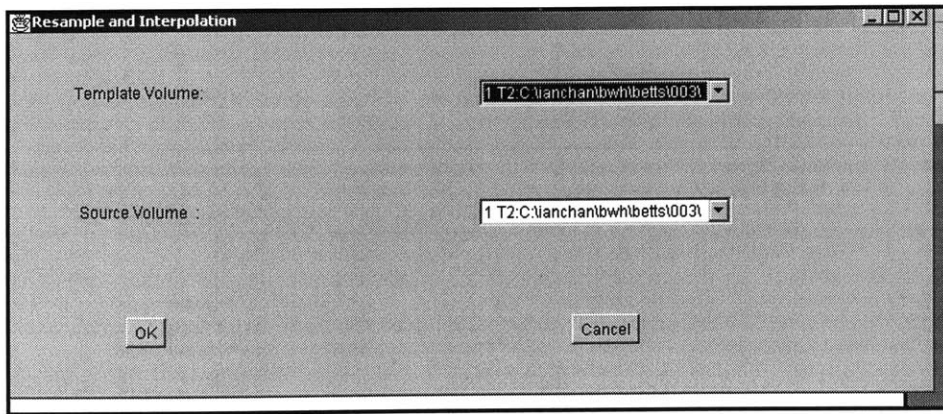 Resample and Interpolation
Template Volume:
1 T2:C:\ianchan\bwh\betts\003\
Source Volume :
1 T2:C:\ianchan\bwh\betts\003\
OK
Cancel